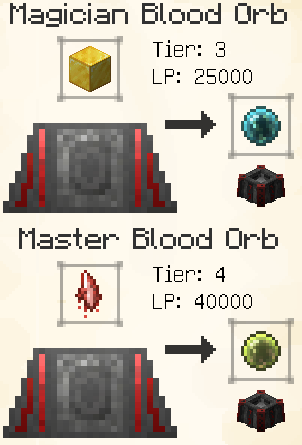 Magician Blood Orb
Tier: 3
LP: 25000
Master Blood Orb
Tier: 4
LP: 40000